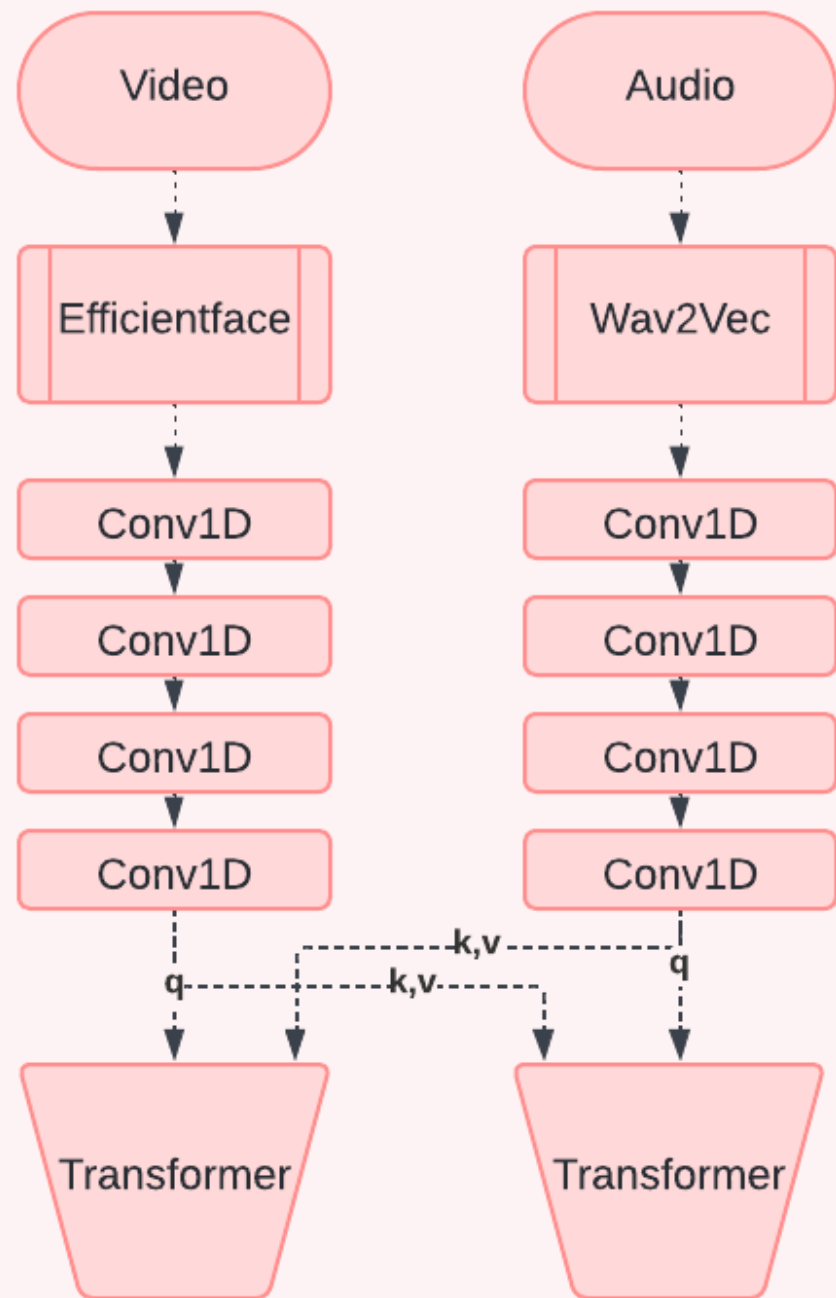 Video
Audio
Efficientface
Wav2Vec
Conv1D
Conv1D
Conv1D
Conv1D
Conv1D
Conv1D
Conv1D
Conv1D
k,v
q
q
k,v
Transformer
Transformer